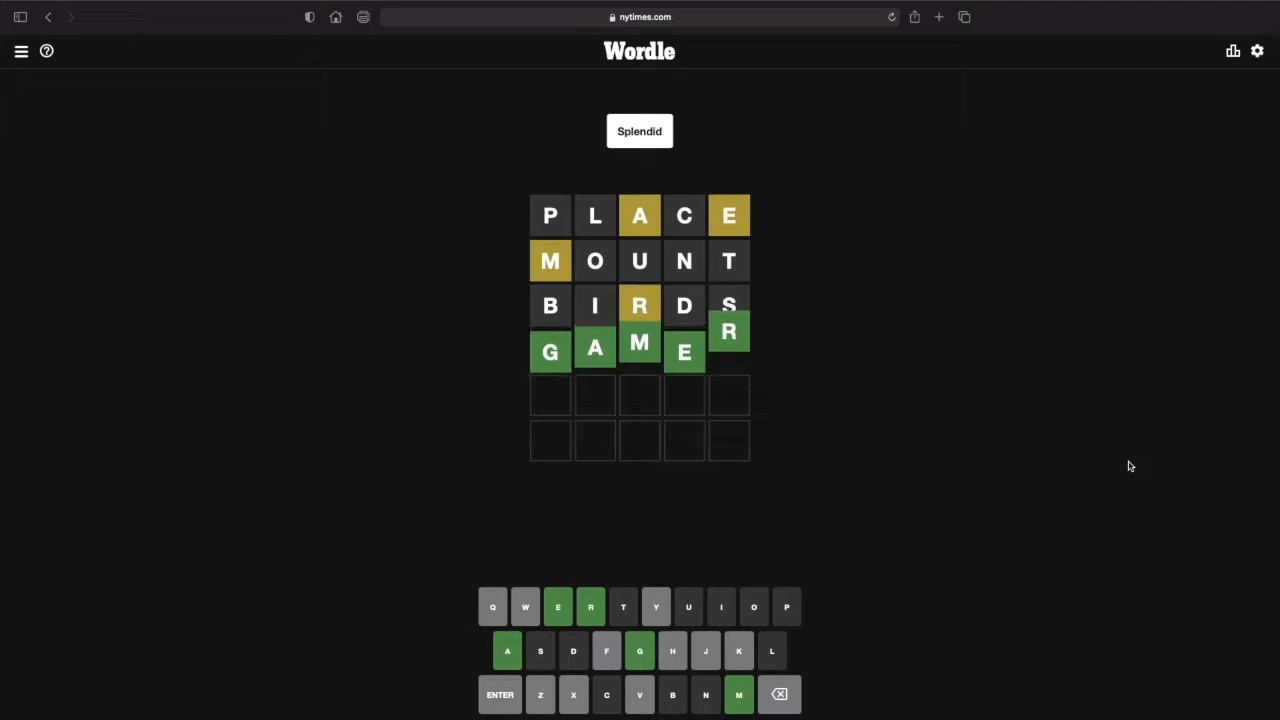 nytimes.com
Wordle
Splendid
P L A C E
M O U N T
B I R D S
G A M E R
Q W E R T Y U I O P
A S D F G H J K L
ENTER Z X C V B N M